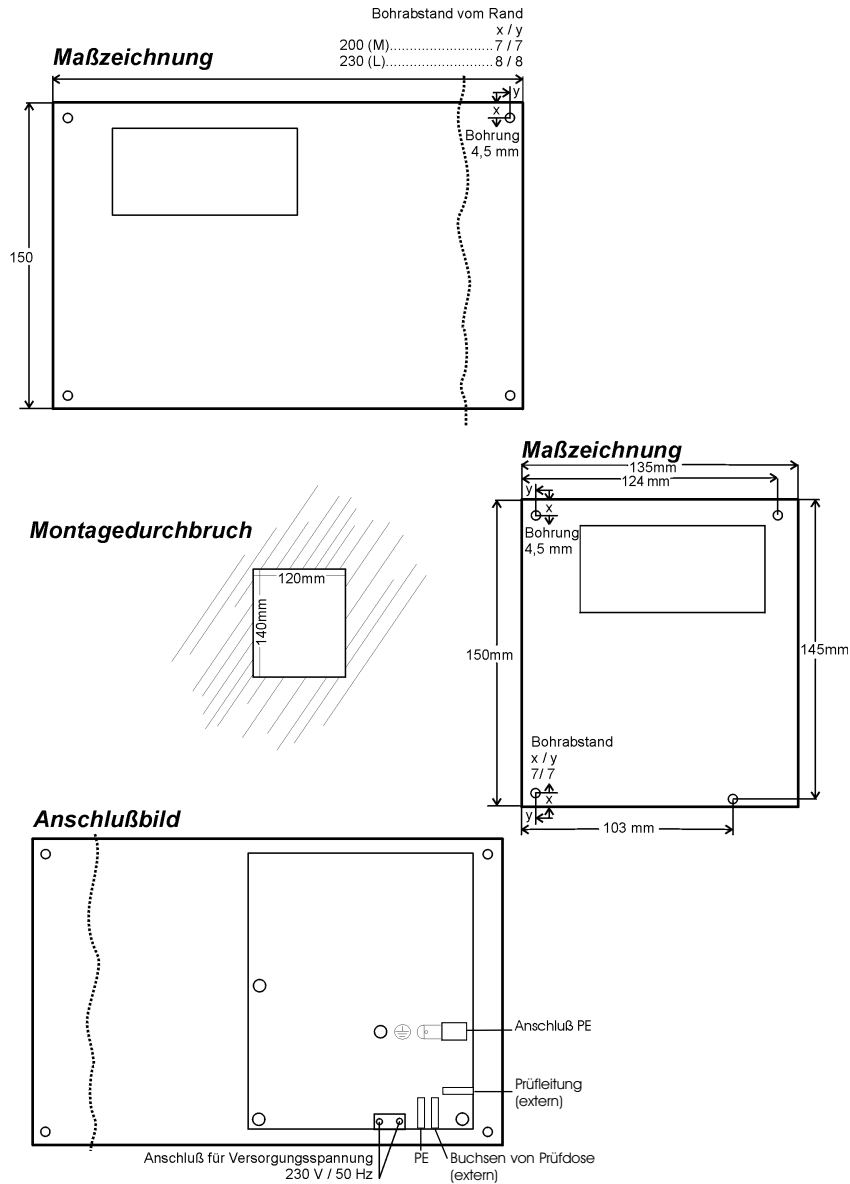 Bohrabstand vom Rand
x / y
200 (M)..........................7 / 7
230 (L)...........................8 / 8
Maßzeichnung
y
x
Bohrung
4,5 mm
150
Maßzeichnung
135mm
124 mm
y
x
Bohrung
4,5 mm
Montagedurchbruch
120mm
140mm
150mm
145mm
Bohrabstand
x / y
7/ 7
x
y
103 mm
Anschlußbild
Anschluß PE
Prüfleitung
(extern)
Anschluß für Versorgungsspannung
230 V / 50 Hz
PE
Buchsen von Prüfdose
(extern)